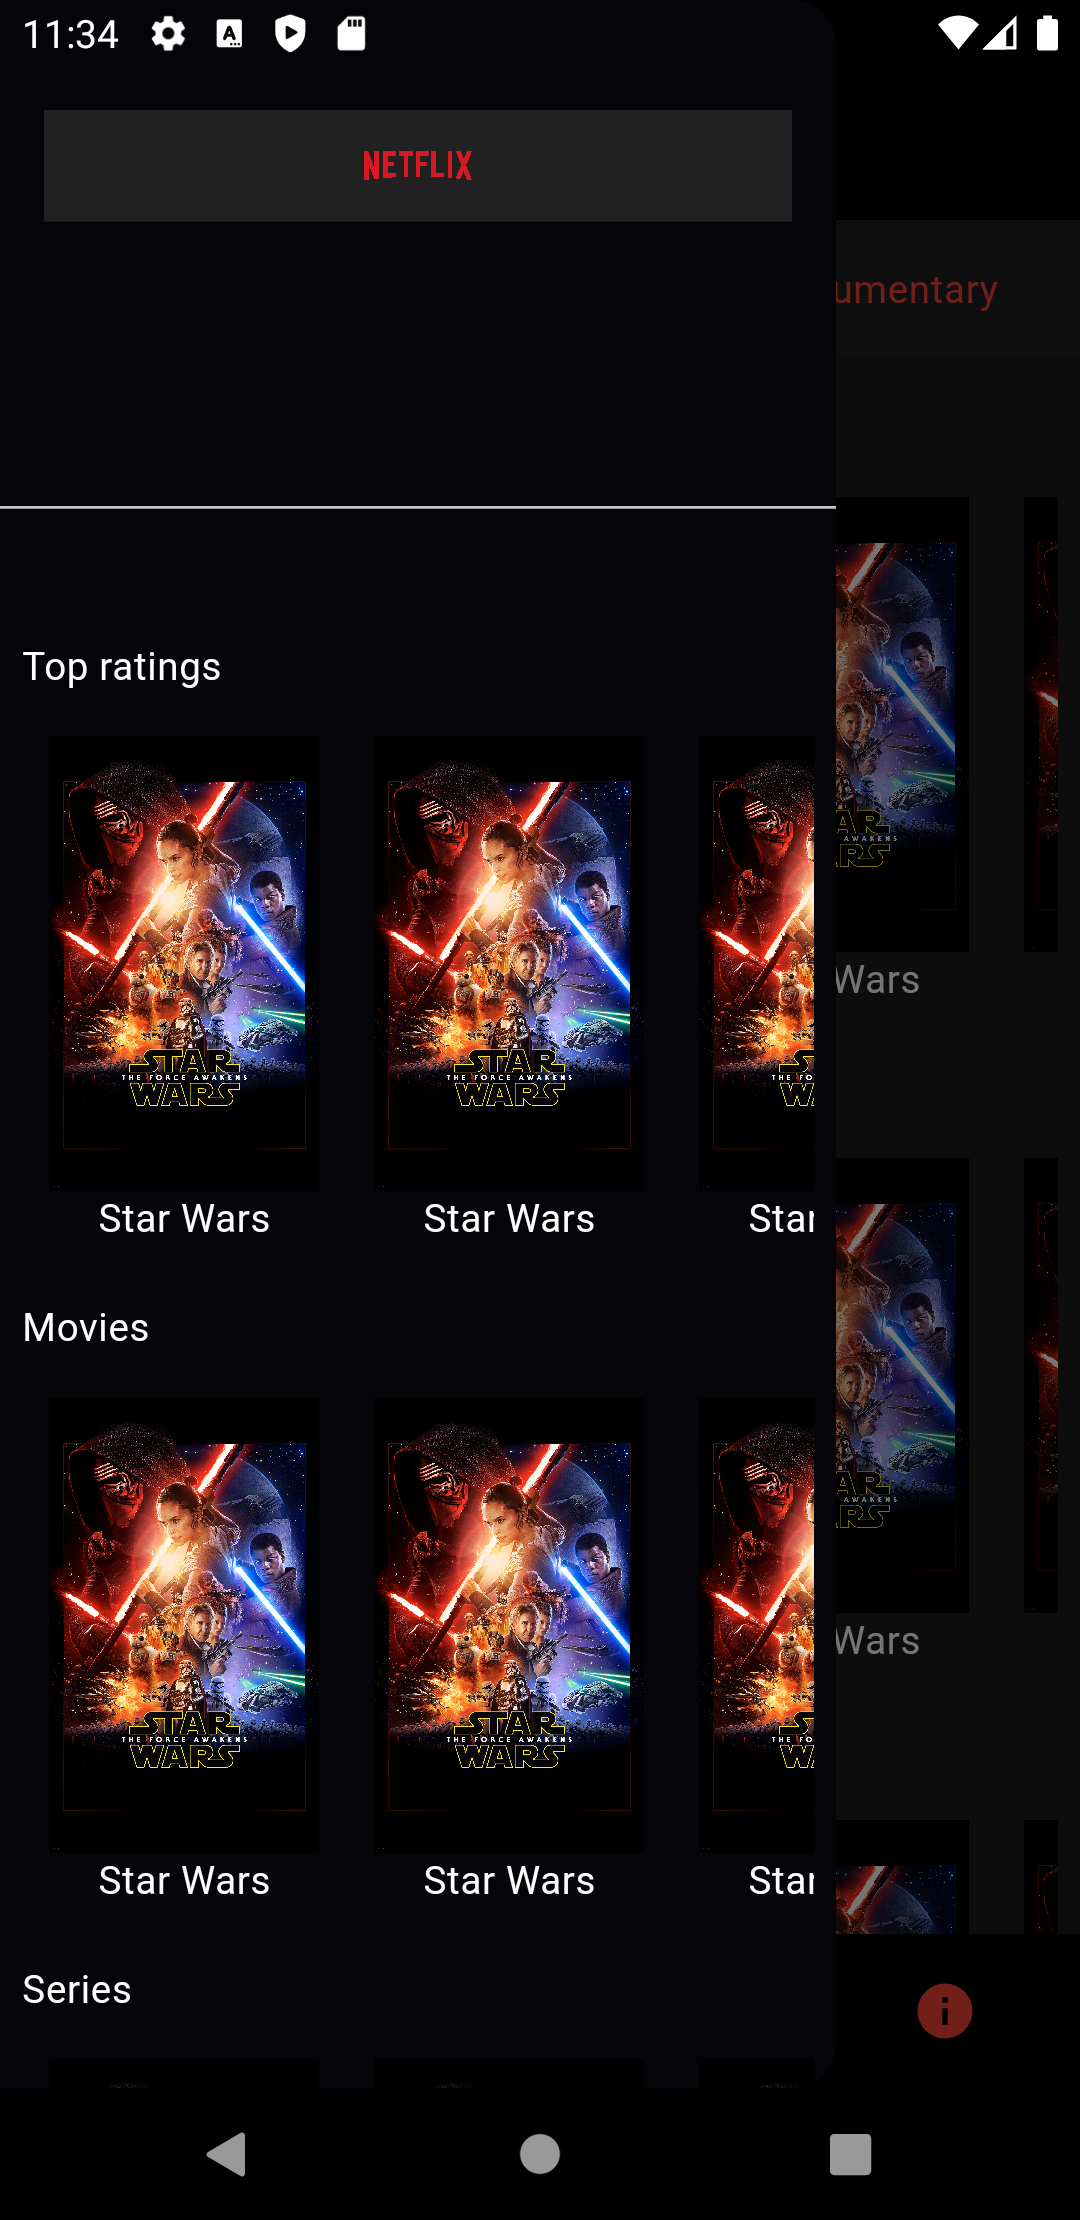 11:34
NETFLIX
umentary
Top ratings
STAR
THE FORCE AWAKENS
WARS
STAR
THE FORCE AWAKENS
WARS
Star Wars
Star Wars
Star
Wars
Movies
STAR
THE FORCE AWAKENS
WARS
STAR
THE FORCE AWAKENS
WARS
Star Wars
Star Wars
Star
Wars
Series